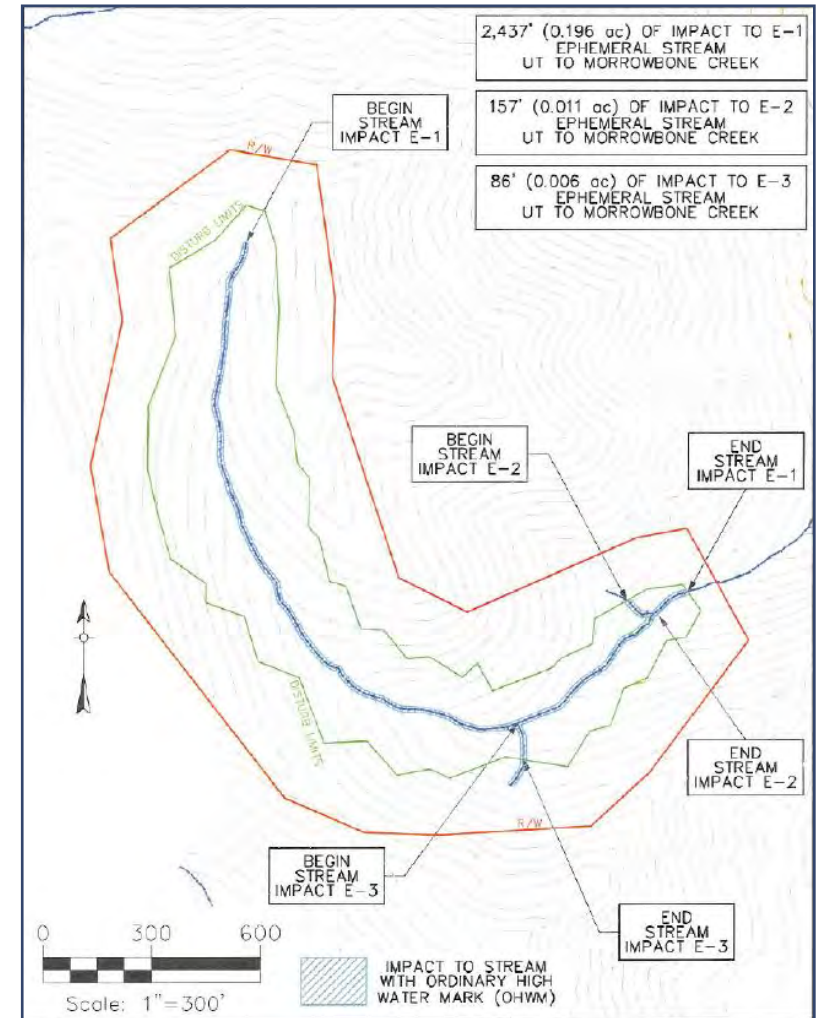 2,437' (0.196 ac) OF IMPACT TO E-1
EPHEMERAL STREAM
UT TO MORROWBONE CREEK
157' (0.011 ac) OF IMPACT TO E-2
EPHEMERAL STREAM
UT TO MORROWBONE CREEK
86' (0.006 ac) OF IMPACT TO E-3
EPHEMERAL STREAM
UT TO MORROWBONE CREEK
BEGIN
STREAM
IMPACT E-1
R/W
DISTURB LIMITS
BEGIN
STREAM
IMPACT E-2
END
STREAM
IMPACT E-1
DISTURB LIMITS
END
STREAM
IMPACT E-2
R/W
BEGIN
STREAM
IMPACT E-3
END
STREAM
IMPACT E-3
0 300 600
Scale: 1"=300'
IMPACT TO STREAM
WITH ORDINARY HIGH
WATER MARK (OHWM)